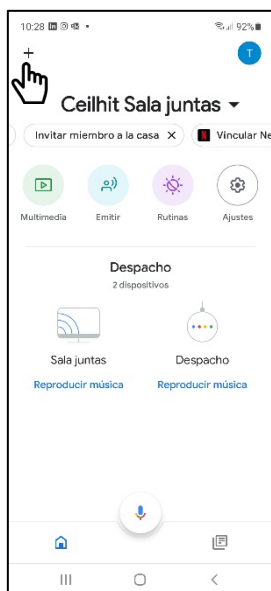 10:28
92%
+
T
Ceilhit Sala juntas
Invitar miembro a la casa X
N Vincular Ne
Multimedia Emitir Rutinas Ajustes
Despacho
2 dispositivos
Sala juntas Despacho
Reproducir música Reproducir música